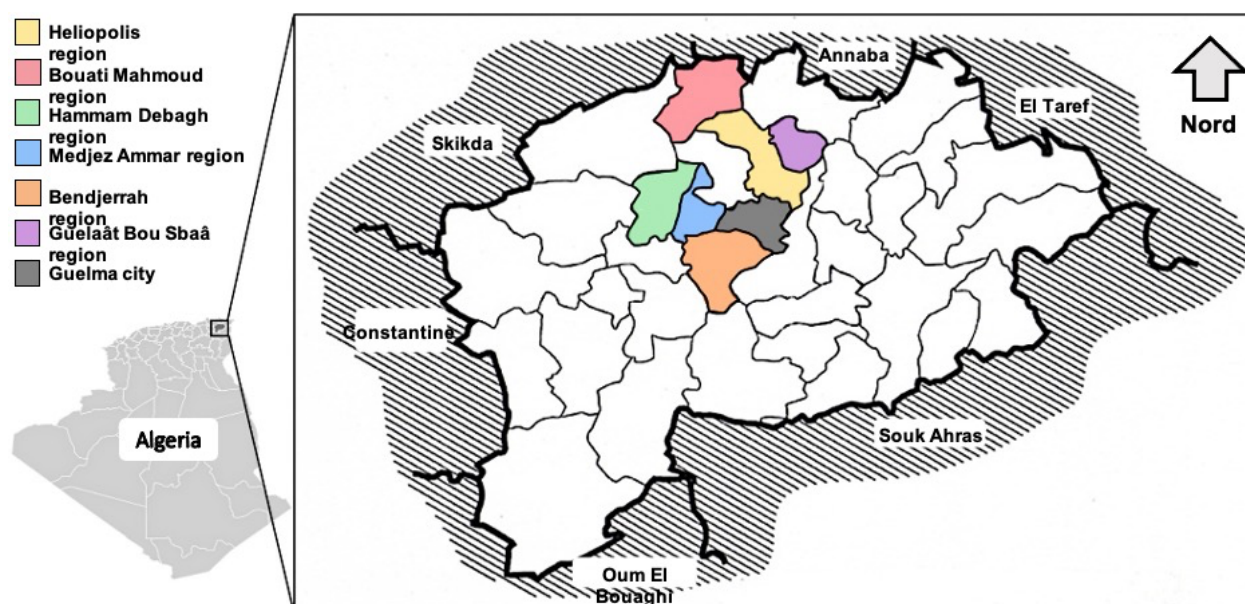 Heliopolis
region
Bouati Mahmoud
region
Hammam Debagh
region
Medjez Ammar region
Bendjerrah
region
Guelaât Bou Sbaâ
region
Guelma city
Algeria
Annaba
El Taref
Nord
Skikda
Constantine
Souk Ahras
Oum El
Bouaghi